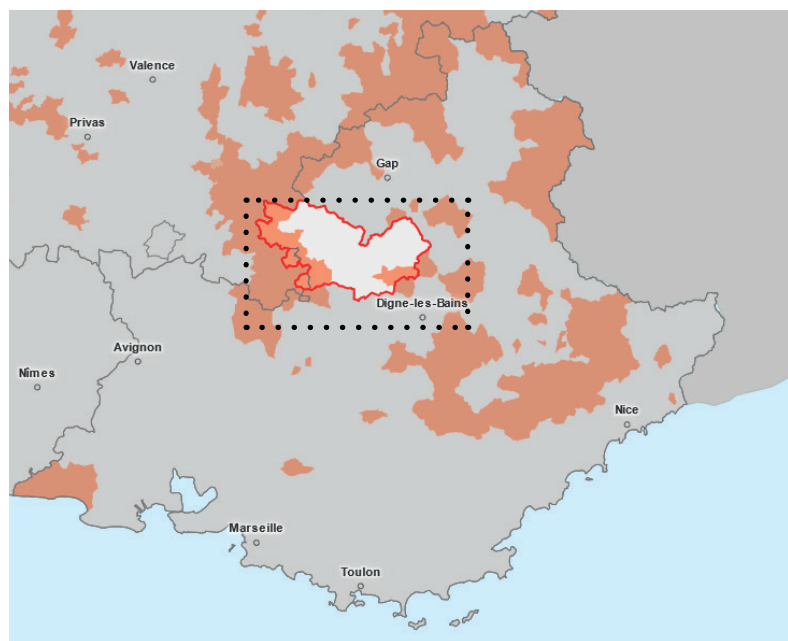 Valence
Privas
Gap
Digne-les-Bains
Avignon
Nîmes
Nice
Marseille
Toulon